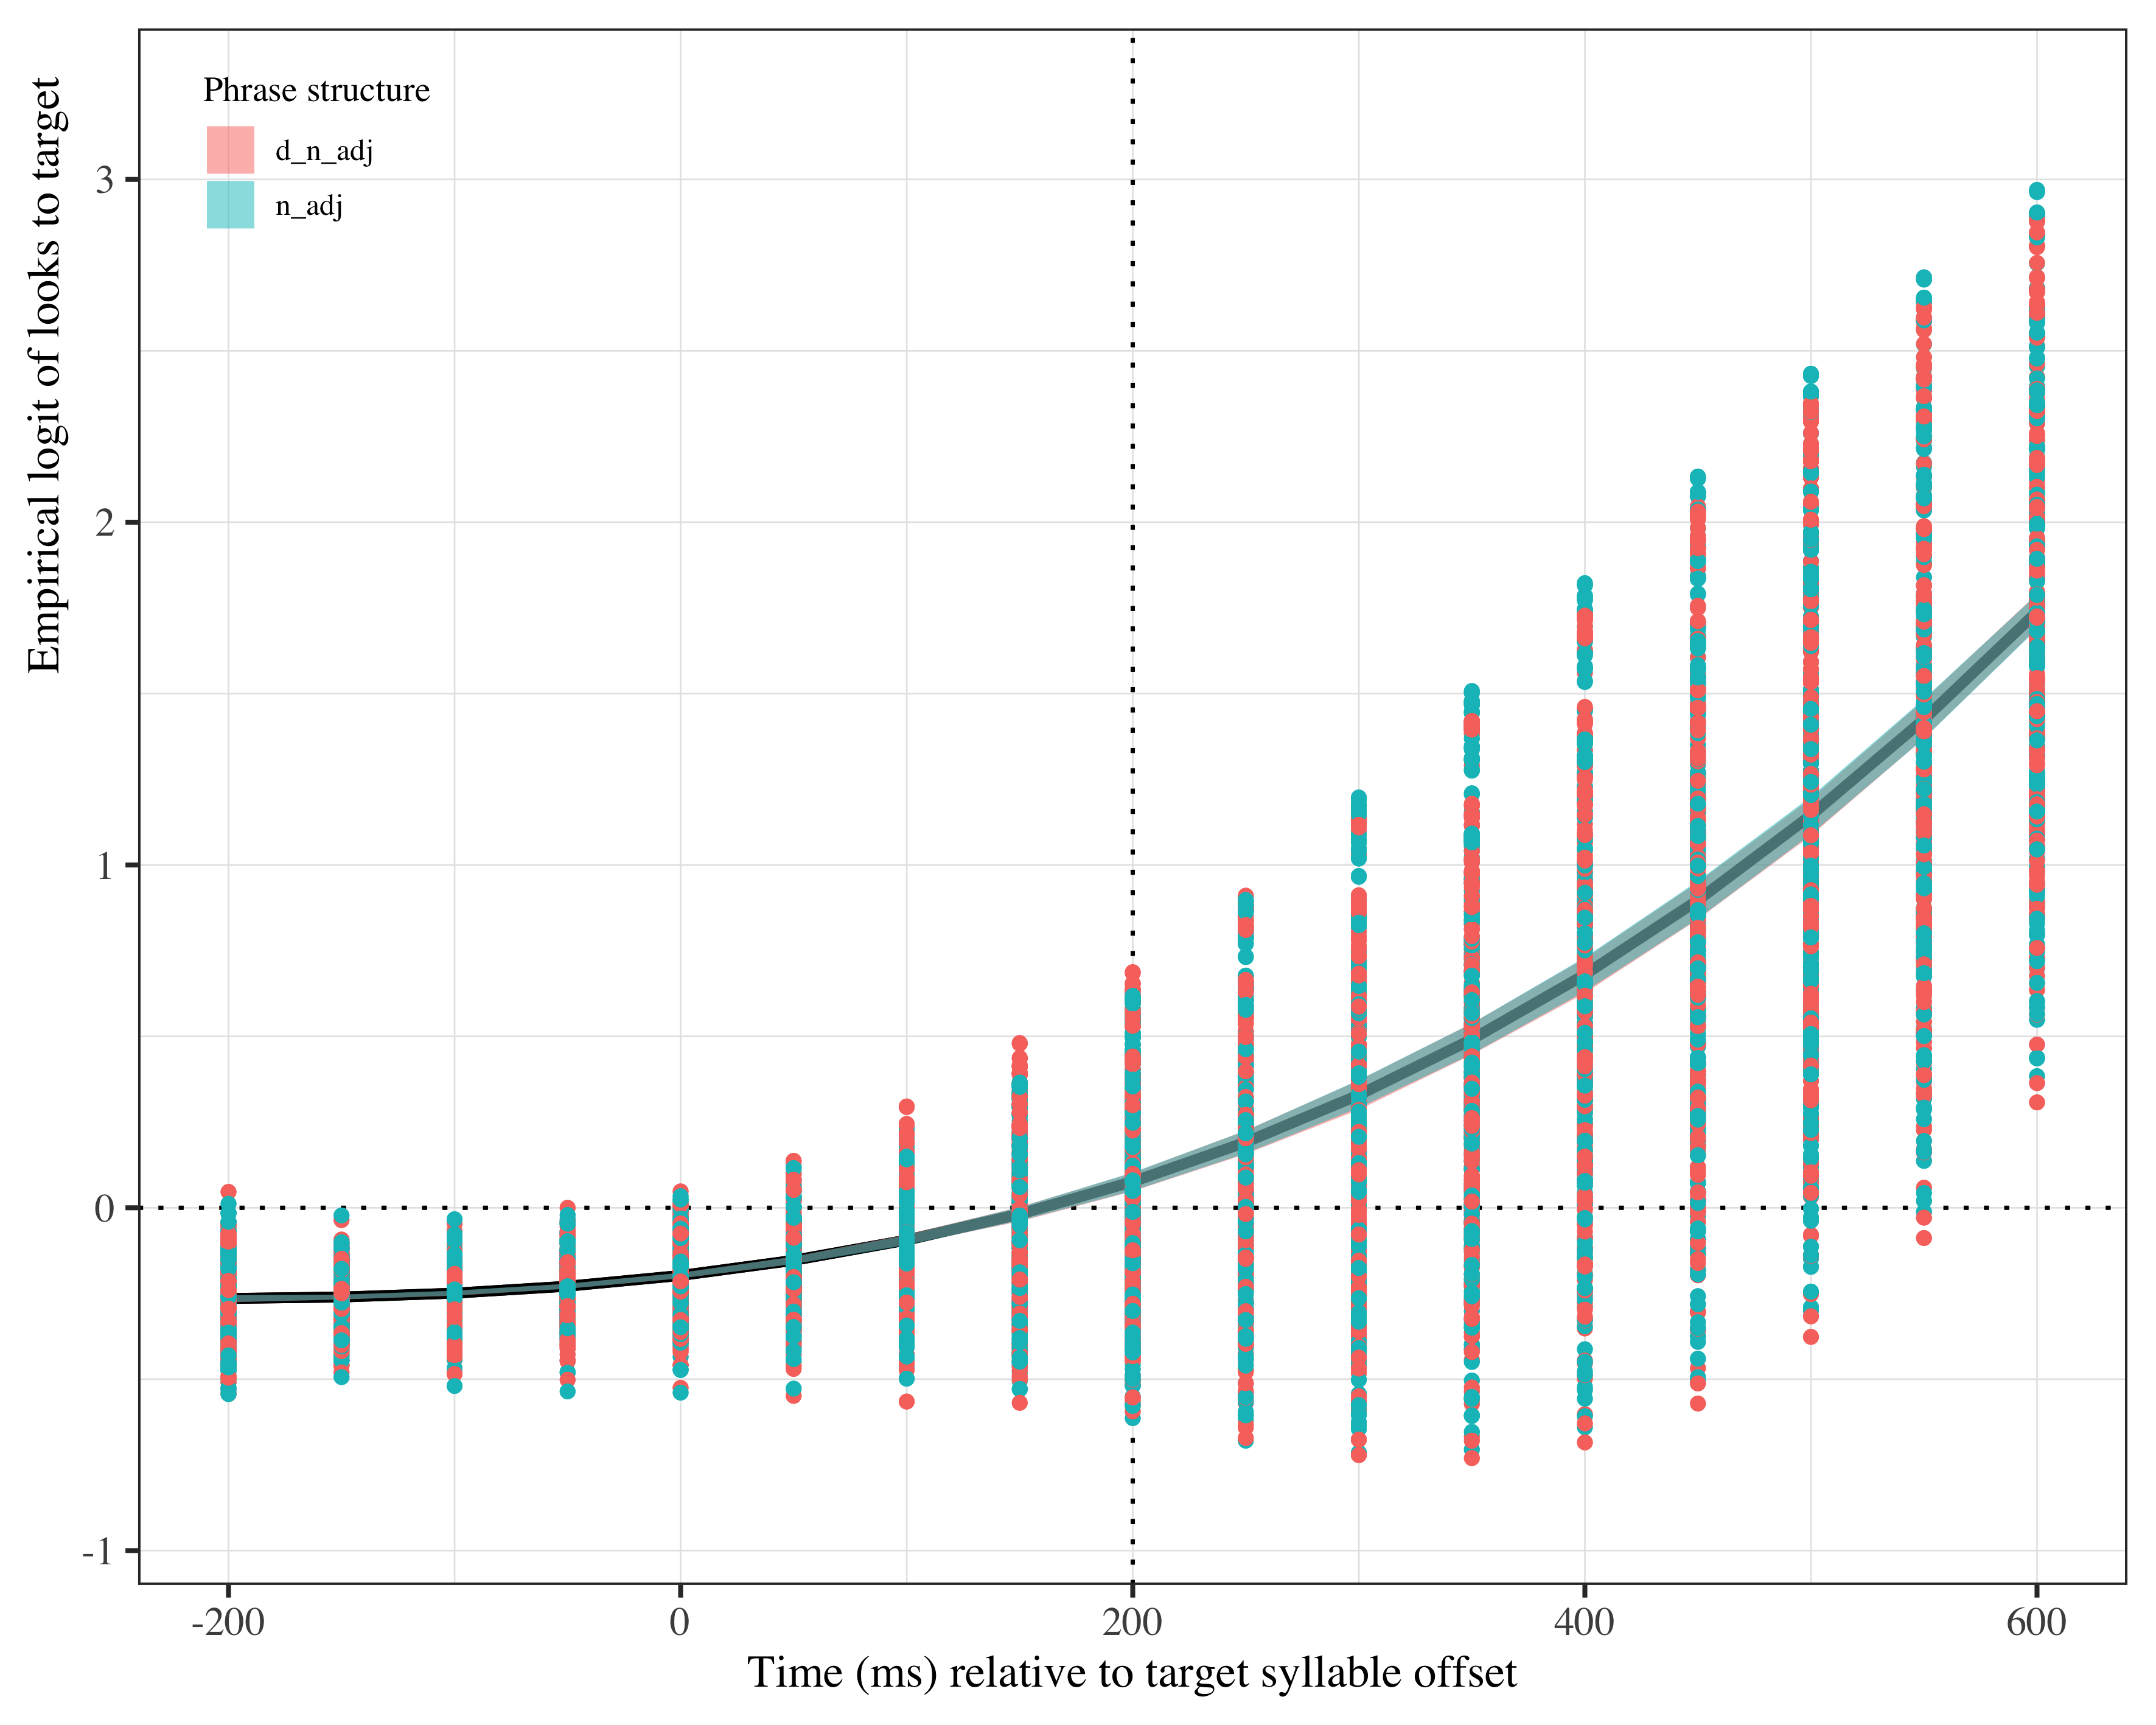 Empirical logit of looks to target
Phrase structure
d_n_adj
n_adj
3
2
1
0
-1
-200
0
200
400
600
Time (ms) relative to target syllable offset